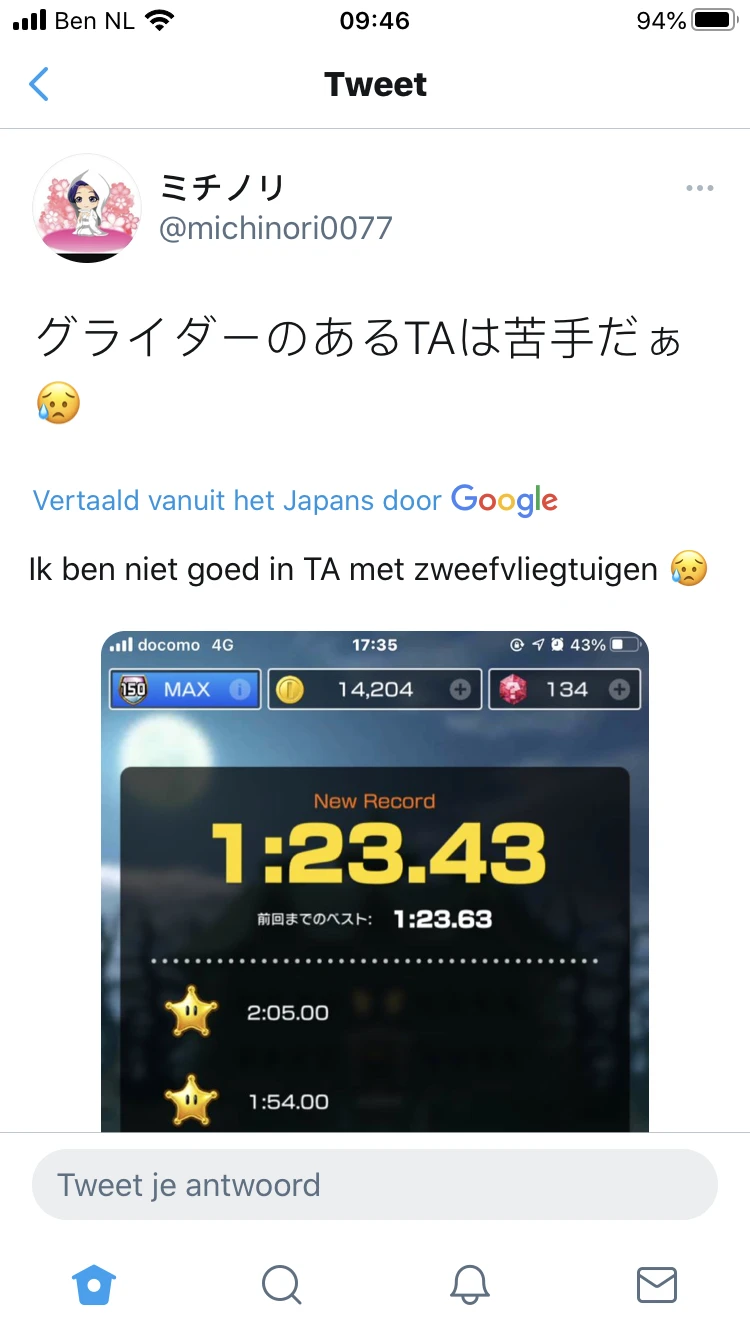 Ben NL 09:46 94%
Tweet
ミチノリ
@michinori0077
グライダーのあるTAは苦手だぁ
😥
Vertaald vanuit het Japans door Google
Ik ben niet goed in TA met zweefvliegtuigen 😥
docomo 4G 17:35 43%
150 MAX i 14,204 + ? 134 +
New Record
1:23.43
前回までのベスト: 1:23.63
2:05.00
1:54.00
Tweet je antwoord